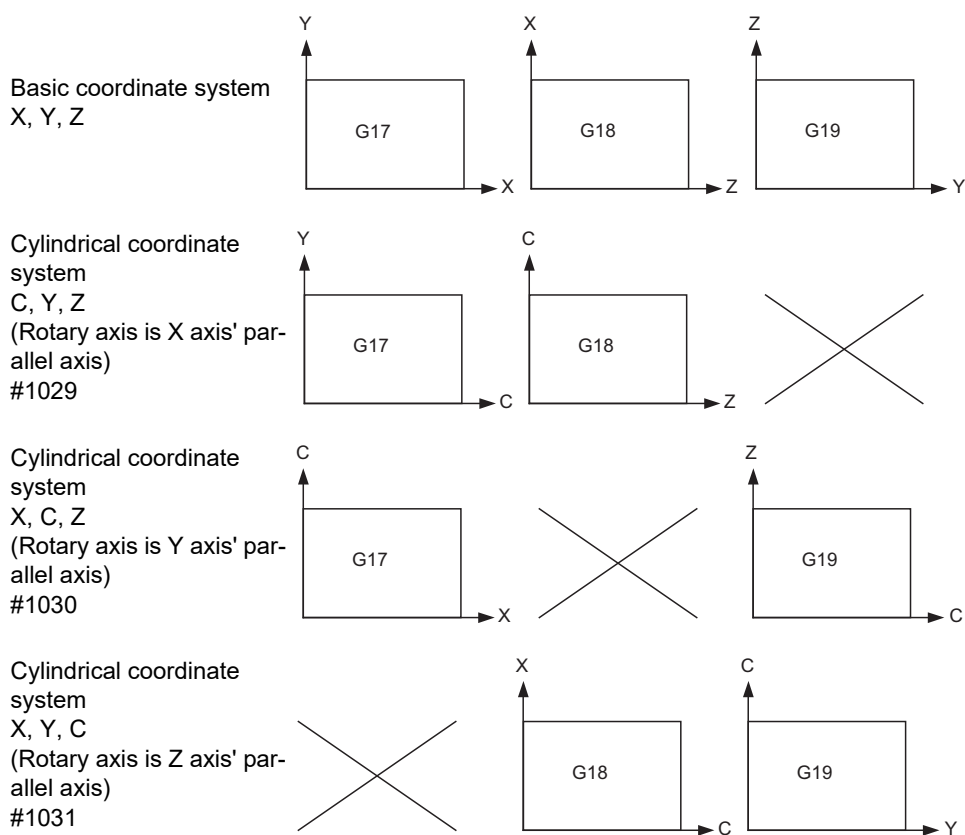 Basic coordinate system
X, Y, Z
Y
G17
X
X
G18
Z
Z
G19
Y
Cylindrical coordinate
system
C, Y, Z
(Rotary axis is X axis' par-
allel axis)
#1029
Y
G17
C
C
G18
Z
Cylindrical coordinate
system
X, C, Z
(Rotary axis is Y axis' par-
allel axis)
#1030
C
G17
X
Z
G19
C
Cylindrical coordinate
system
X, Y, C
(Rotary axis is Z axis' par-
allel axis)
#1031
X
G18
C
C
G19
Y